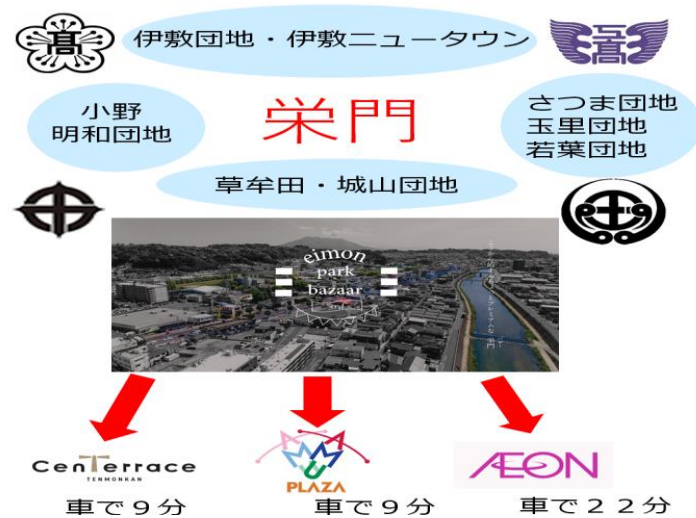 高
伊敷団地・伊敷ニュータウン
小野
明和団地
栄門
さつま団地
玉里団地
若葉団地
草牟田・城山団地
eimon
park
bazaar
CenTerrace
TENMONKAN
AMU
PLAZA
ÆON
車で９分
車で９分
車で２２分